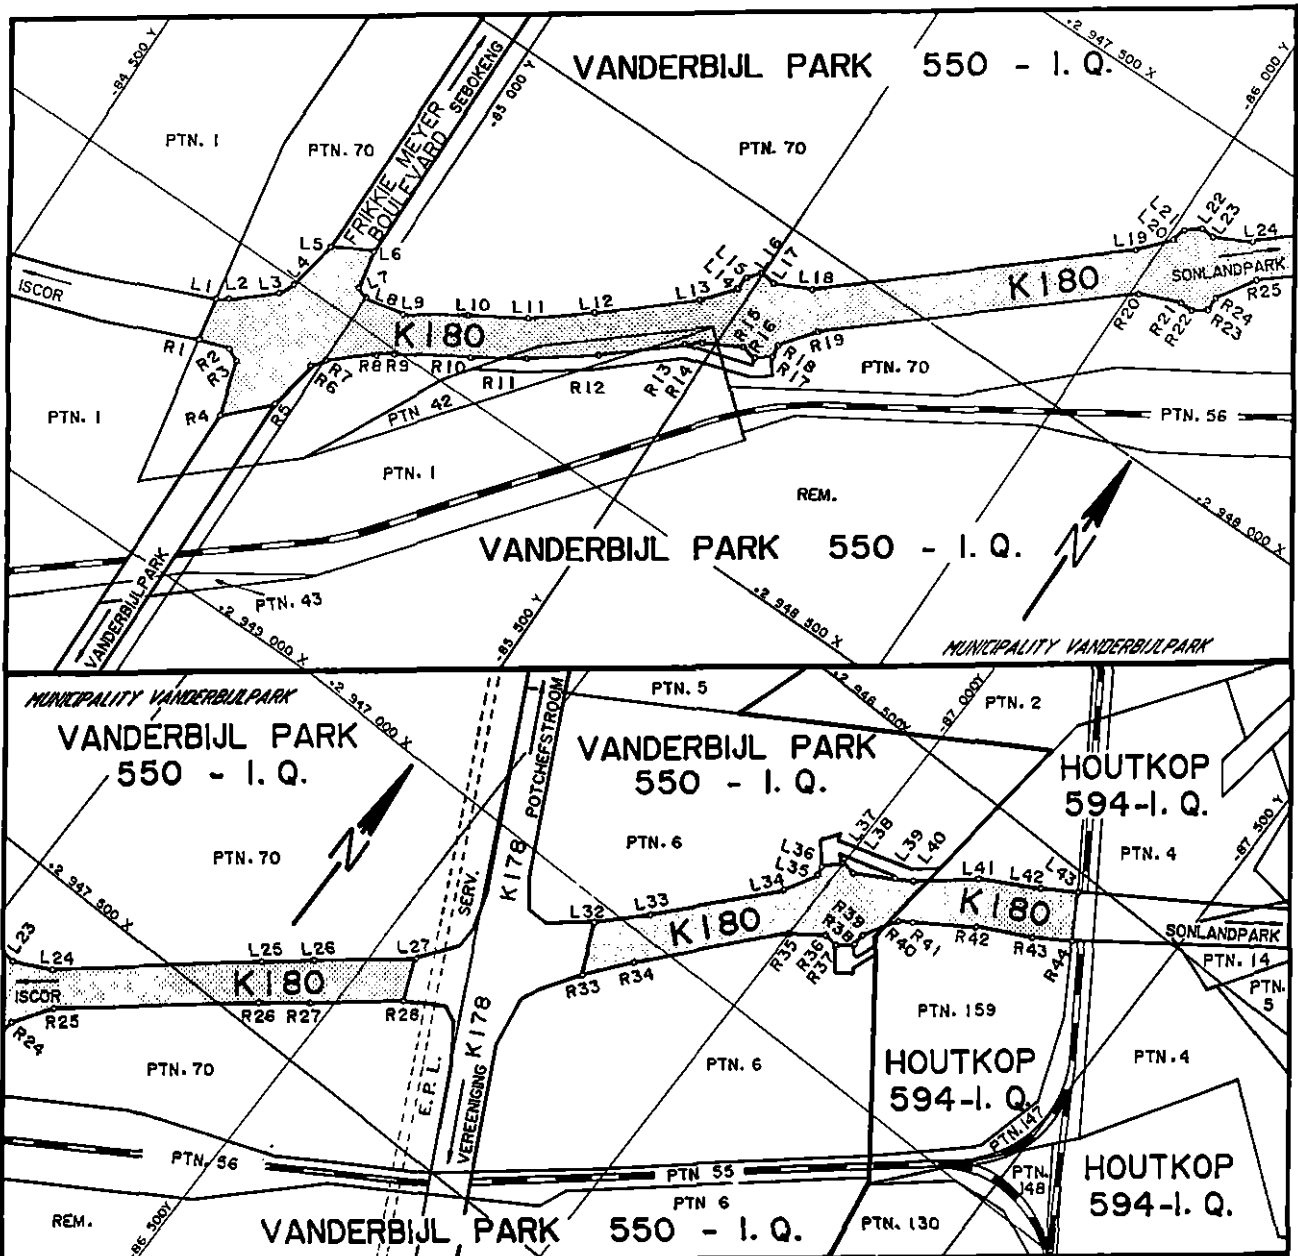 VANDERBIJL PARK 550 - I. Q.
-84 500 Y
-85 000 Y
+2 947 500 X
-86 000 Y
PTN. 1
PTN. 70
FRIKKIE MEYER
BOULEVARD
SEBOKENG
PTN. 70
L1
L2
L3
L4
L5
L6
L7
L8
L9
L10
L11
L12
L13
L14
L15
L16
L17
L18
L19
L20
L21
L22
L23
L24
ISCOR
K180
K180
SONLANDPARK
R1
R2
R3
R4
R5
R6
R7
R8
R9
R10
R11
R12
R13
R14
R15
R16
R17
R18
R19
R20
R21
R22
R23
R24
R25
PTN. 1
PTN 42
PTN. 70
PTN. 56
PTN. 1
REM.
VANDERBIJL PARK 550 - I. Q.
N
+2 948 000 X
VANDERBIJLPARK
PTN. 43
+2 949 000 X
-85 500 Y
+2 948 500 X
MUNICIPALITY VANDERBIJLPARK
MUNICIPALITY VANDERBIJLPARK
VANDERBIJL PARK
550 - I. Q.
+2 947 000 X
POTCHEFSTROOM
PTN. 5
+2 948 500Y
-87 000Y
PTN. 2
VANDERBIJL PARK
550 - I. Q.
HOUTKOP
594-I. Q.
N
PTN. 70
K178
SERV.
PTN. 6
PTN. 4
-87 500 Y
+2 947 500 X
L23
L24
L25
L26
L27
L32
L33
L34
L35
L36
L37
L38
L39
L40
L41
L42
L43
ISCOR
K180
K180
K180
SONLANDPARK
R24
R25
R26
R27
R28
R33
R34
R35
R36
R37
R38
R39
R40
R41
R42
R43
R44
PTN. 14
PTN. 5
PTN. 70
E. P. L.
VEREENIGING
K178
PTN. 6
PTN. 159
HOUTKOP
594-I. Q.
PTN. 4
PTN. 147
PTN. 56
PTN 55
PTN 6
PTN. 148
HOUTKOP
594-I. Q.
REM.
-86 500Y
VANDERBIJL PARK 550 - I. Q.
PTN. 130